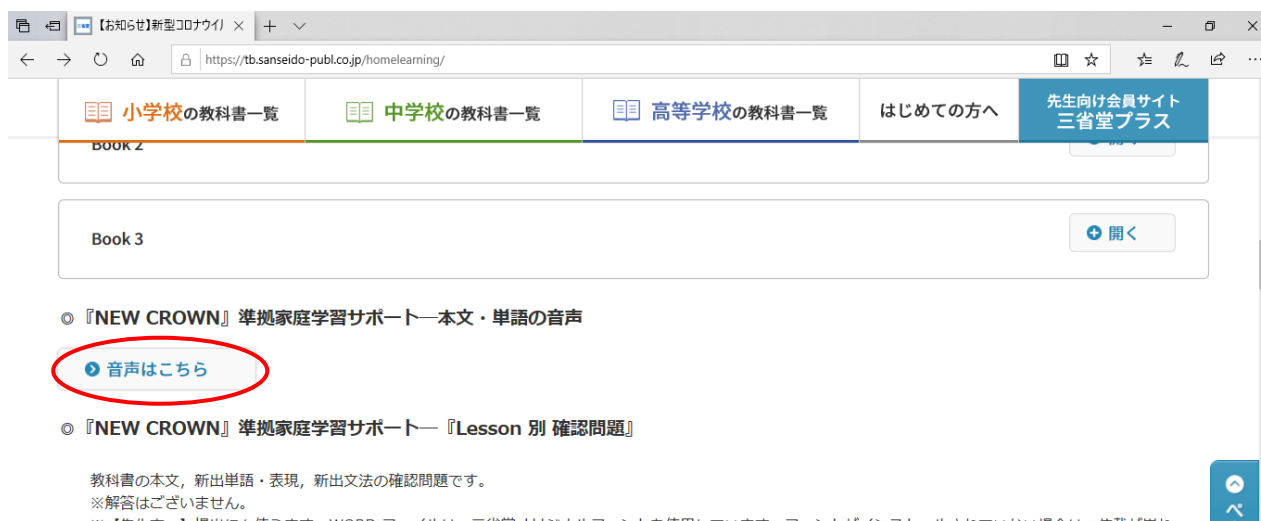 【お知らせ】新型コロナウイ
https://tb.sanseido-publ.co.jp/homelearning/
小学校の教科書一覧 中学校の教科書一覧 高等学校の教科書一覧 はじめての方へ 先生向け会員サイト
三省堂プラス
Book 2
Book 3 開く
◎『NEW CROWN』準拠家庭学習サポート―本文・単語の音声
音声はこちら
◎『NEW CROWN』準拠家庭学習サポート―『Lesson 別 確認問題』
教科書の本文，新出単語・表現，新出文法の確認問題です。
※解答はございません。
ペ